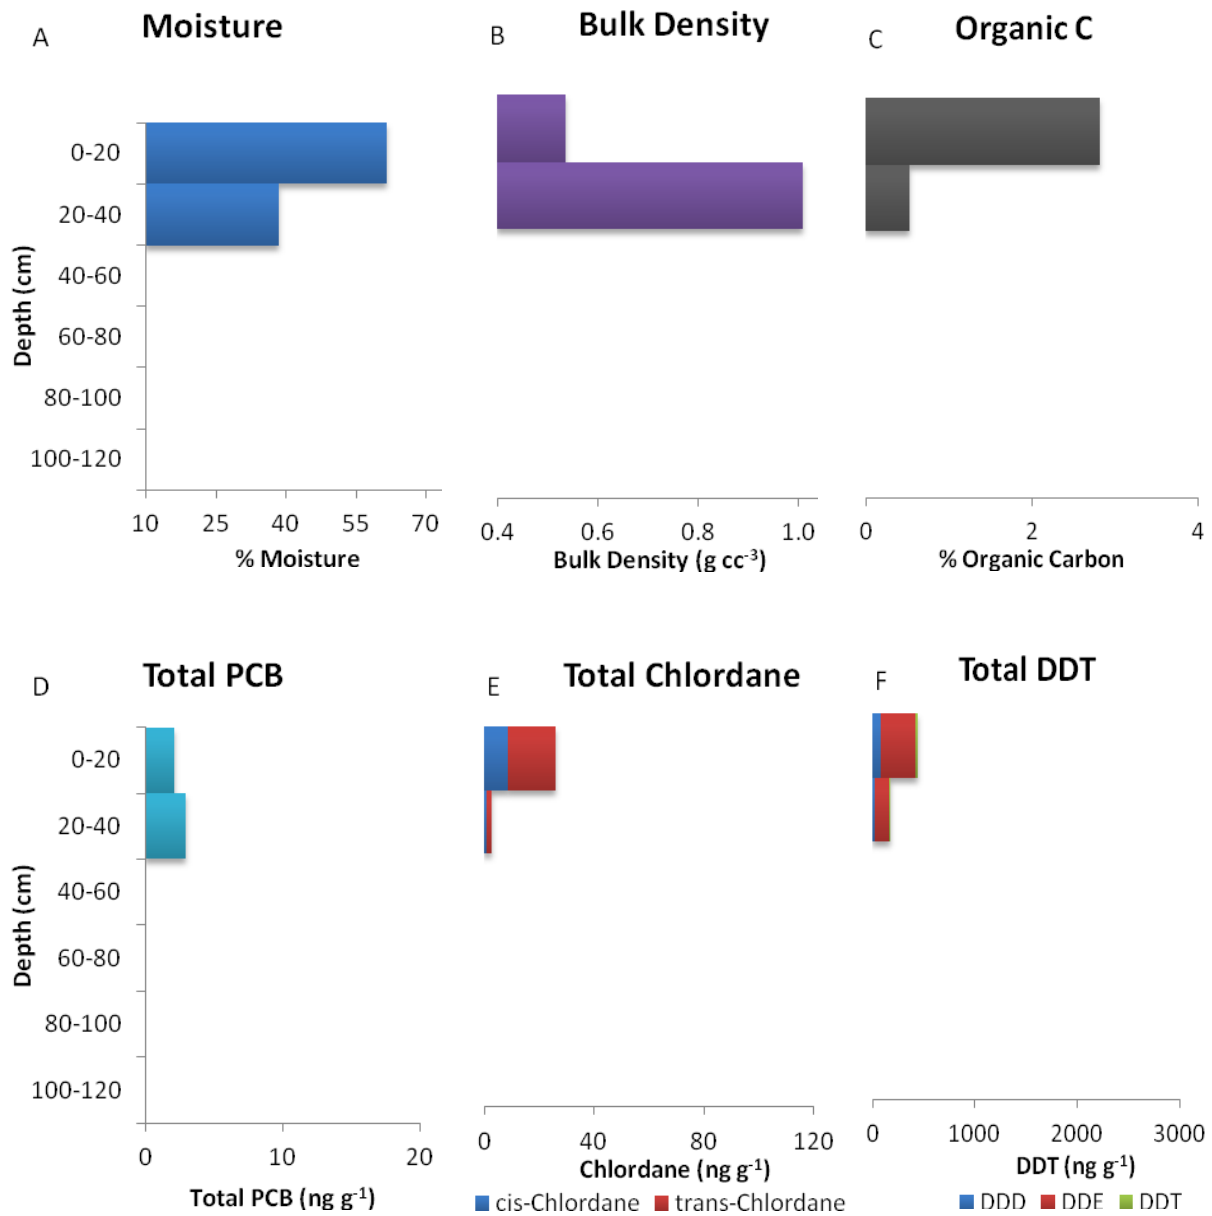 A Moisture
B Bulk Density
C Organic C
Depth (cm)
0-20
20-40
40-60
60-80
80-100
100-120
10 25 40 55 70
% Moisture
0.4 0.6 0.8 1.0
Bulk Density (g cc⁻³)
0 2 4
% Organic Carbon
D Total PCB
E Total Chlordane
F Total DDT
Depth (cm)
0-20
20-40
40-60
60-80
80-100
100-120
0 10 20
Total PCB (ng g⁻¹)
0 40 80 120
Chlordane (ng g⁻¹)
cis-Chlordane trans-Chlordane
0 1000 2000 3000
DDT (ng g⁻¹)
DDD DDE DDT